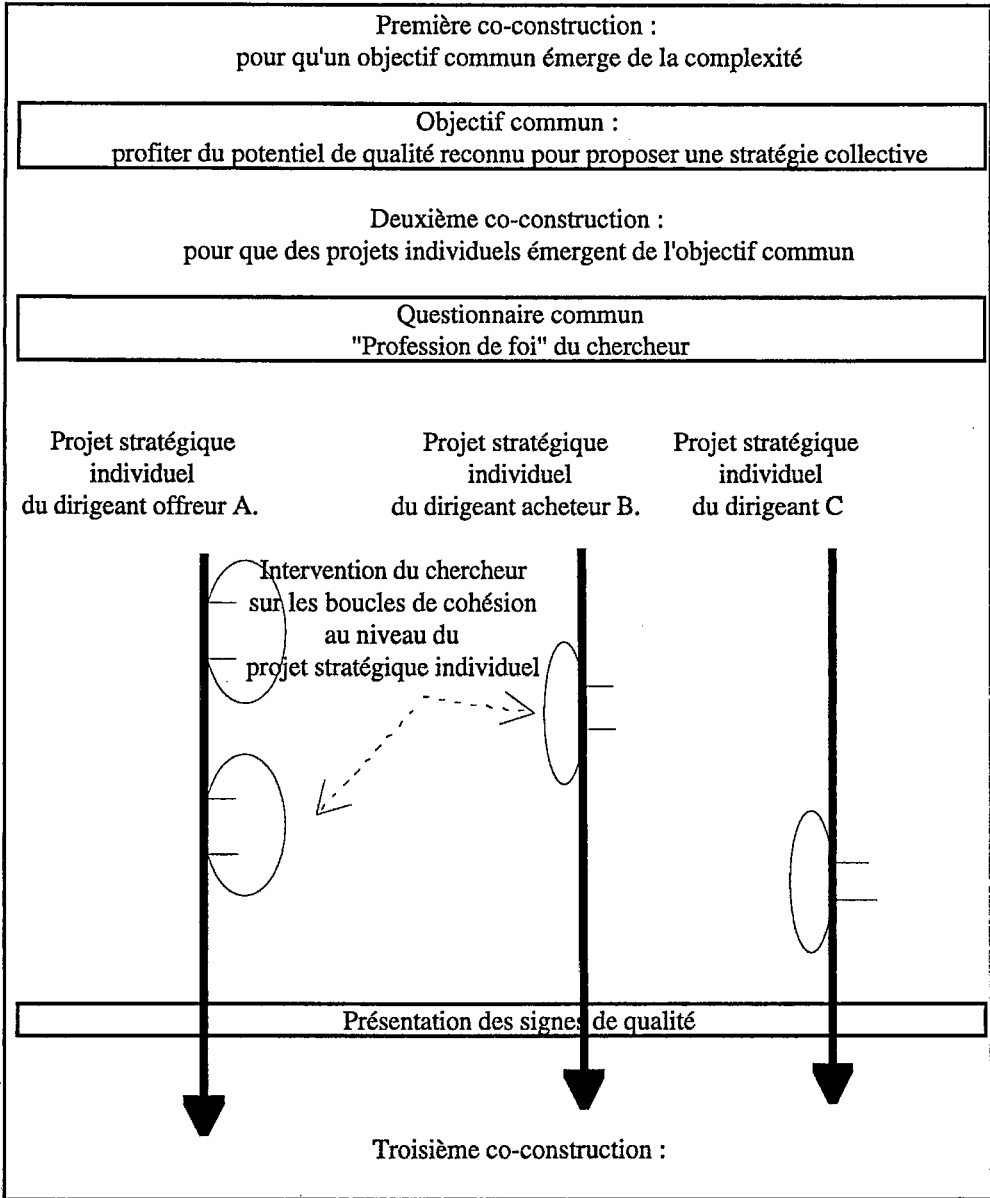 Première co-construction :
pour qu'un objectif commun émerge de la complexité
Objectif commun :
profiter du potentiel de qualité reconnu pour proposer une stratégie collective
Deuxième co-construction :
pour que des projets individuels émergent de l'objectif commun
Questionnaire commun
"Profession de foi" du chercheur
Projet stratégique
individuel
du dirigeant offreur A.
Projet stratégique
individuel
du dirigeant acheteur B.
Projet stratégique
individuel
du dirigeant C
Intervention du chercheur
sur les boucles de cohésion
au niveau du
projet stratégique individuel
Présentation des signes de qualité
Troisième co-construction :